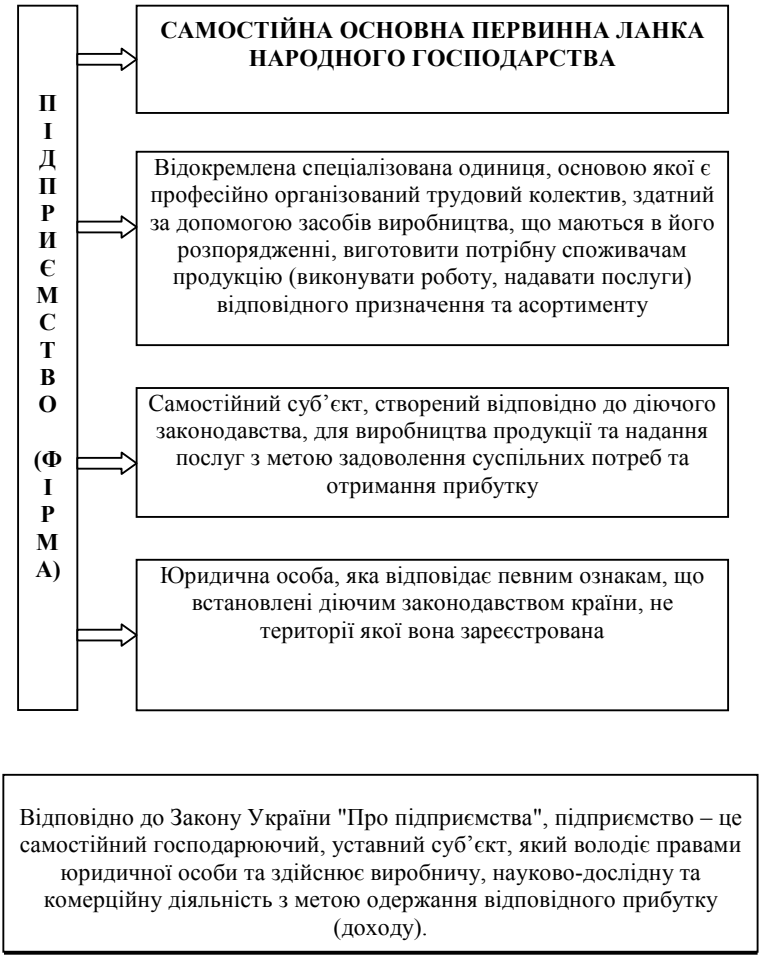 САМОСТІЙНА ОСНОВНА ПЕРВИННА ЛАНКА
НАРОДНОГО ГОСПОДАРСТВА
П
І
Д
П
Р
И
Є
М
С
Т
В
О
(Ф
І
Р
М
А)
Відокремлена спеціалізована одиниця, основою якої є
професійно організований трудовий колектив, здатний
за допомогою засобів виробництва, що маються в його
розпорядженні, виготовити потрібну споживачам
продукцію (виконувати роботу, надавати послуги)
відповідного призначення та асортименту
Самостійний суб’єкт, створений відповідно до діючого
законодавства, для виробництва продукції та надання
послуг з метою задоволення суспільних потреб та
отримання прибутку
Юридична особа, яка відповідає певним ознакам, що
встановлені діючим законодавством країни, не
території якої вона зареєстрована
Відповідно до Закону України "Про підприємства", підприємство – це
самостійний господарюючий, уставний суб’єкт, який володіє правами
юридичної особи та здійснює виробничу, науково-дослідну та
комерційну діяльність з метою одержання відповідного прибутку
(доходу).